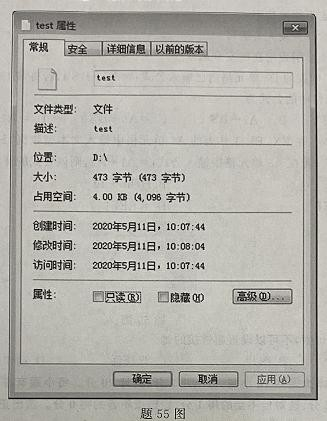 test 属性
常规 安全 详细信息 以前的版本
test
文件类型: 文件
描述: test
位置: D:\
大小: 473 字节 (473 字节)
占用空间: 4.00 KB (4,096 字节)
创建时间: 2020年5月11日，10:07:44
修改时间: 2020年5月11日，10:08:04
访问时间: 2020年5月11日，10:07:44
属性: 只读(R) 隐藏(H) 高级(D)...
确定 取消 应用(A)
题 55 图